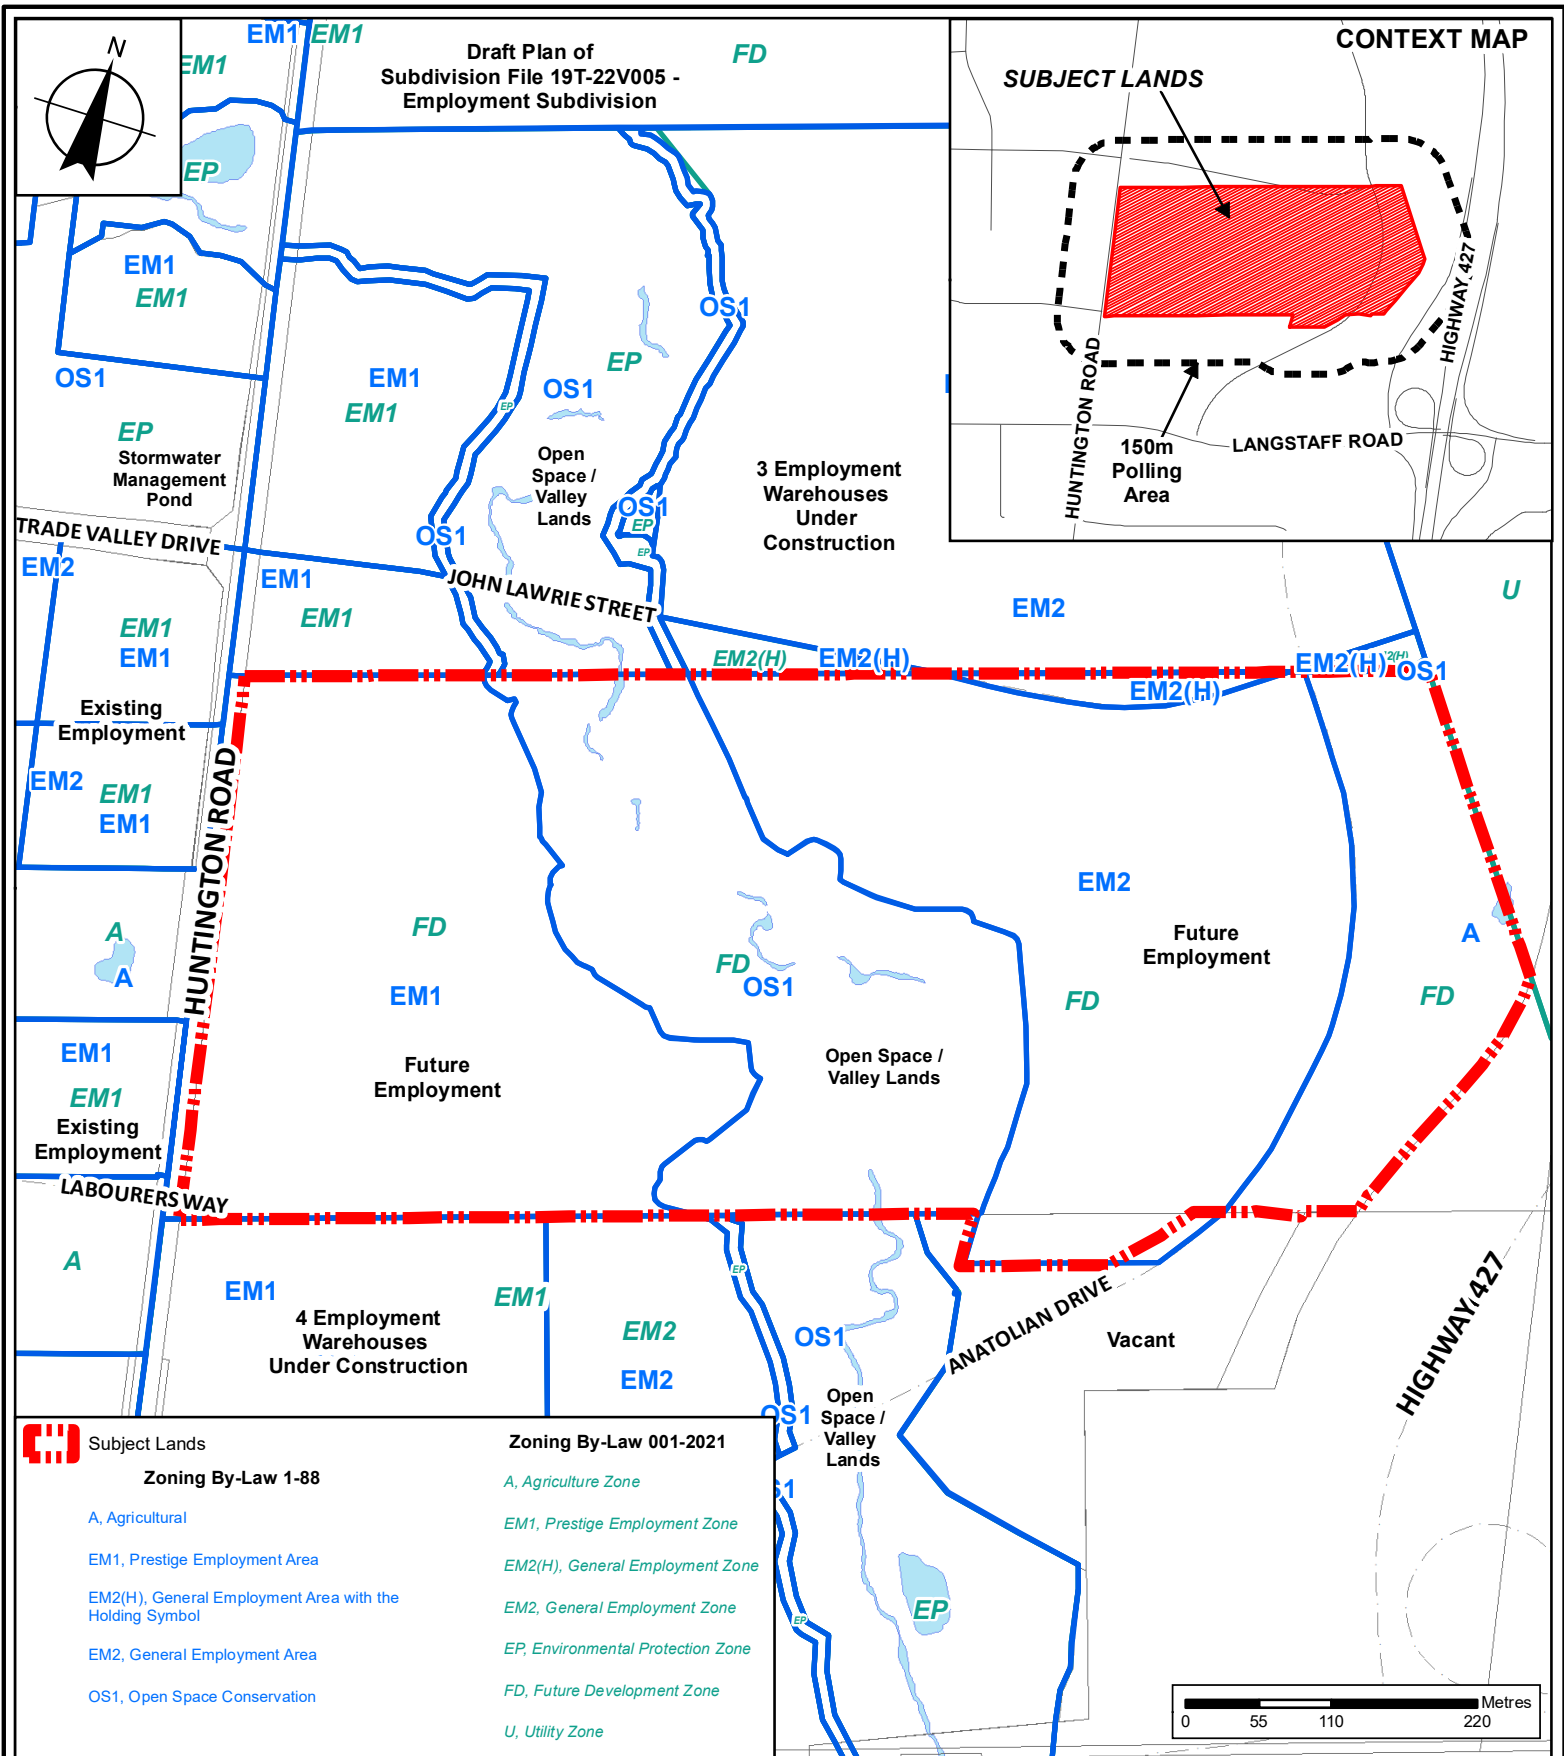 N
EM1
EM1
EM1
Draft Plan of
Subdivision File 19T-22V005 -
Employment Subdivision
FD
CONTEXT MAP
SUBJECT LANDS
HUNTINGTON ROAD
HIGHWAY 427
LANGSTAFF ROAD
150m
Polling
Area
EP
EM1
EM1
OS1
EP
Stormwater
Management
Pond
EM1
EM1
EP
OS1
EP
OS1
Open
Space /
Valley
Lands
OS1
EP
EP
OS1
3 Employment
Warehouses
Under
Construction
TRADE VALLEY DRIVE
JOHN LAWRIE STREET
EM2
EM1
EM1
EM1
EM1
EM2
U
EM2(H)
EM2(H)
EM2(H)
EM2(H)
OS1
Existing
Employment
EM2
EM1
EM1
HUNTINGTON ROAD
A
A
FD
EM1
Future
Employment
FD
OS1
Open Space /
Valley Lands
EM2
Future
Employment
FD
A
FD
EM1
EM1
Existing
Employment
LABOURERS WAY
A
EM1
4 Employment
Warehouses
Under Construction
EM1
EM2
EM2
EP
OS1
OS1
Open
Space /
Valley
Lands
ANATOLIAN DRIVE
Vacant
HIGHWAY 427
EP
EP
Subject Lands
Zoning By-Law 1-88
A, Agricultural
EM1, Prestige Employment Area
EM2(H), General Employment Area with the
Holding Symbol
EM2, General Employment Area
OS1, Open Space Conservation
Zoning By-Law 001-2021
A, Agriculture Zone
EM1, Prestige Employment Zone
EM2(H), General Employment Zone
EM2, General Employment Zone
EP, Environmental Protection Zone
FD, Future Development Zone
U, Utility Zone
Metres
0 55 110 220